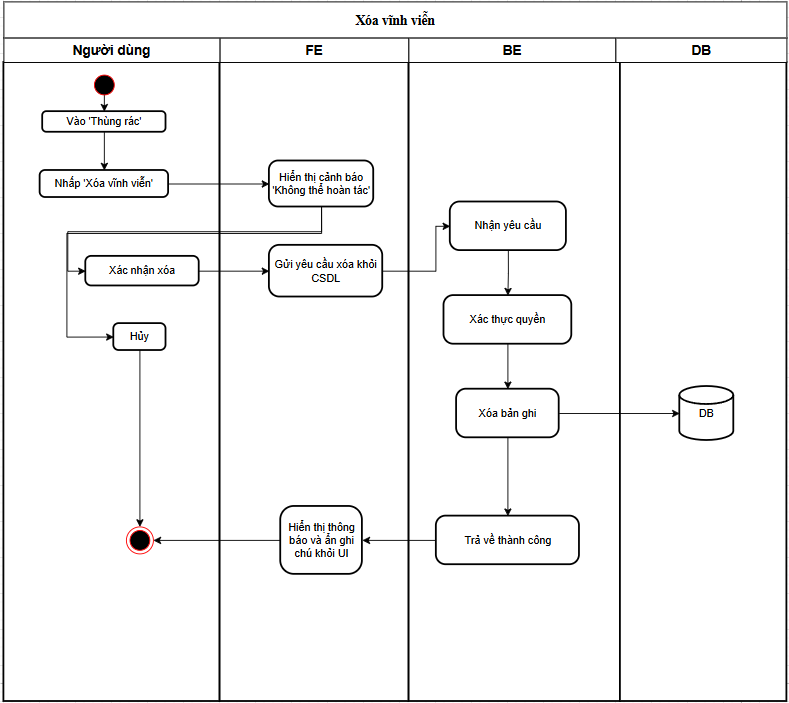 Xóa vĩnh viễn
Người dùng
FE
BE
DB
Vào 'Thùng rác'
Nhấp 'Xóa vĩnh viễn'
Hiển thị cảnh báo
'Không thể hoàn tác'
Nhận yêu cầu
Xác nhận xóa
Gửi yêu cầu xóa khỏi
CSDL
Xác thực quyền
Hủy
Xóa bản ghi
DB
Hiển thị thông
báo và ẩn ghi
chú khỏi UI
Trả về thành công